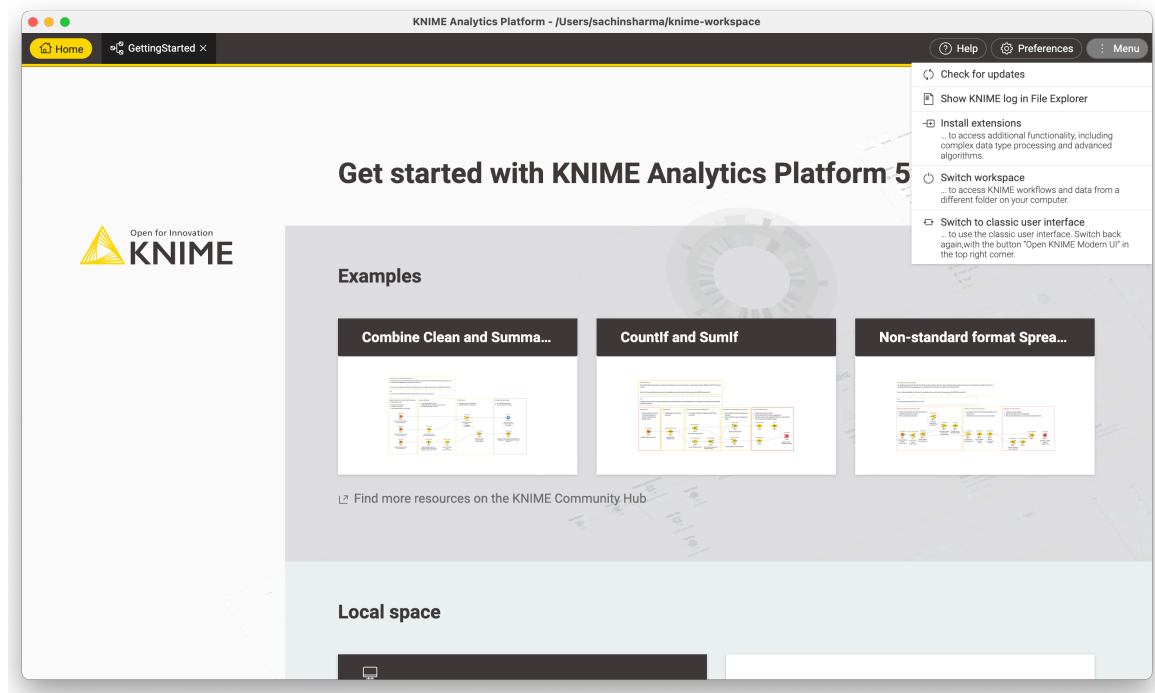 KNIME Analytics Platform - /Users/sachinsharma/knime-workspace
Home
GettingStarted
Help
Preferences
Menu
Check for updates
Show KNIME log in File Explorer
Install extensions
... to access additional functionality, including
complex data type processing and advanced
algorithms.
Switch workspace
... to access KNIME workflows and data from a
different folder on your computer.
Switch to classic user interface
... to use the classic user interface. Switch back
again,with the button "Open KNIME Modern UI" in
the top right corner.
Get started with KNIME Analytics Platform 5
Open for Innovation
KNIME
Examples
Combine Clean and Summa...
CountIf and SumIf
Non-standard format Sprea...
Find more resources on the KNIME Community Hub
Local space